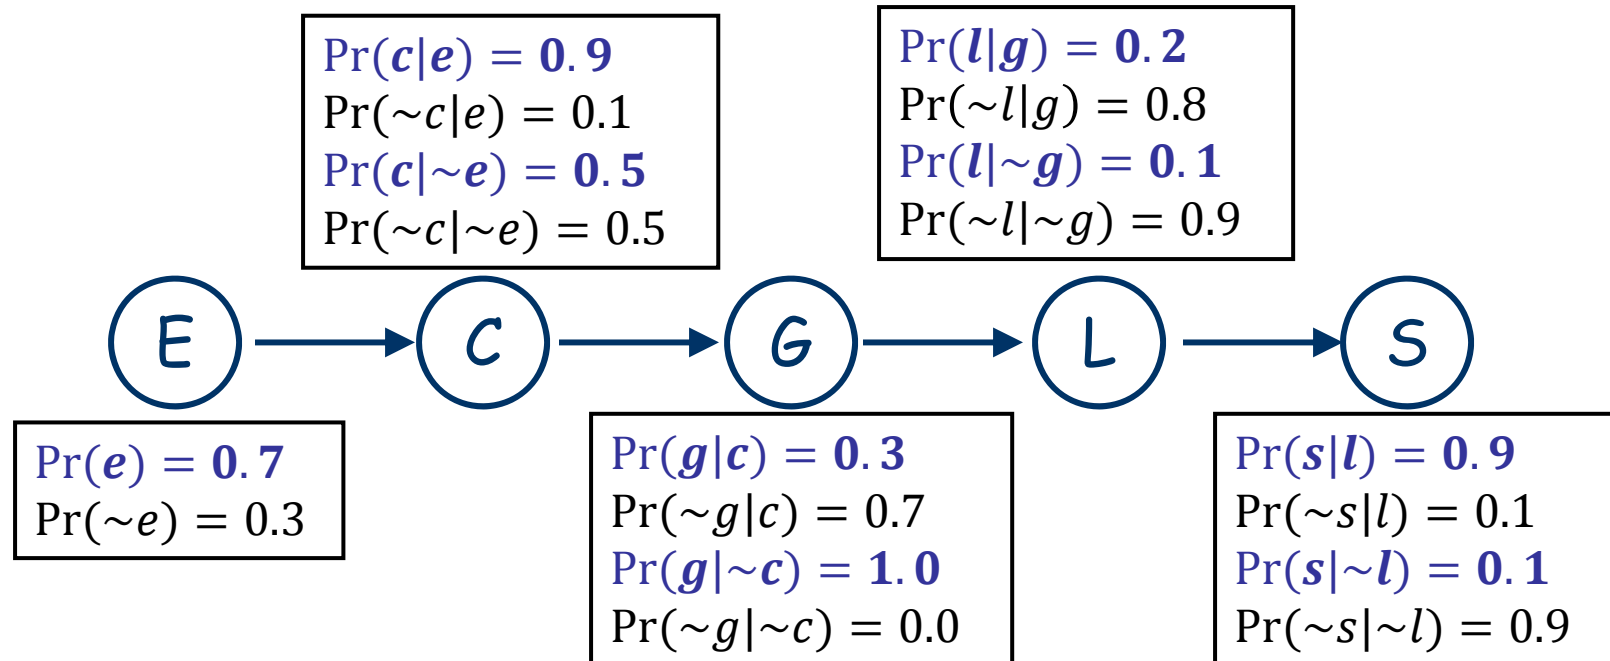 Pr(c|e) = 0.9
Pr(~c|e) = 0.1
Pr(c|~e) = 0.5
Pr(~c|~e) = 0.5
Pr(l|g) = 0.2
Pr(~l|g) = 0.8
Pr(l|~g) = 0.1
Pr(~l|~g) = 0.9
E
C
G
L
S
Pr(e) = 0.7
Pr(~e) = 0.3
Pr(g|c) = 0.3
Pr(~g|c) = 0.7
Pr(g|~c) = 1.0
Pr(~g|~c) = 0.0
Pr(s|l) = 0.9
Pr(~s|l) = 0.1
Pr(s|~l) = 0.1
Pr(~s|~l) = 0.9